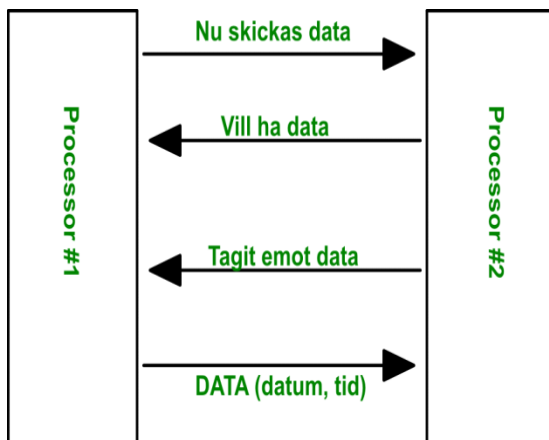 Nu skickas data
Vill ha data
Processor #1
Processor #2
Tagit emot data
DATA (datum, tid)